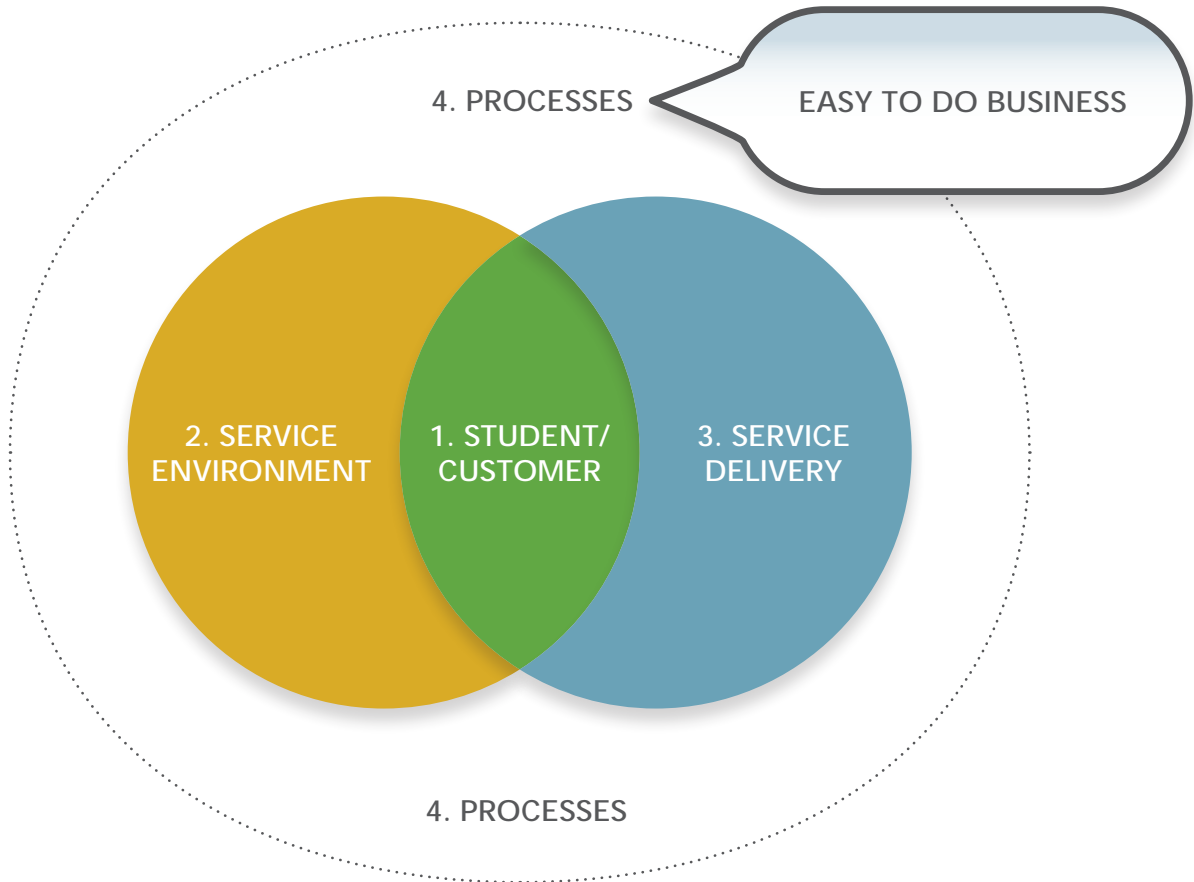 4. PROCESSES
EASY TO DO BUSINESS
2. SERVICE
ENVIRONMENT
1. STUDENT/
CUSTOMER
3. SERVICE
DELIVERY
4. PROCESSES